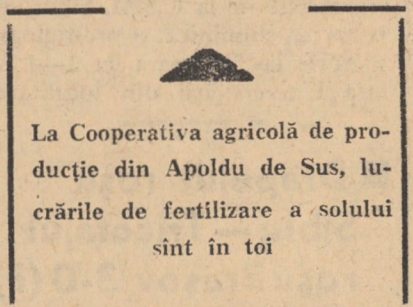 La Cooperativa agricolă de pro-
ducție din Apoldu de Sus, lu-
crările de fertilizare a solului
sînt în toi